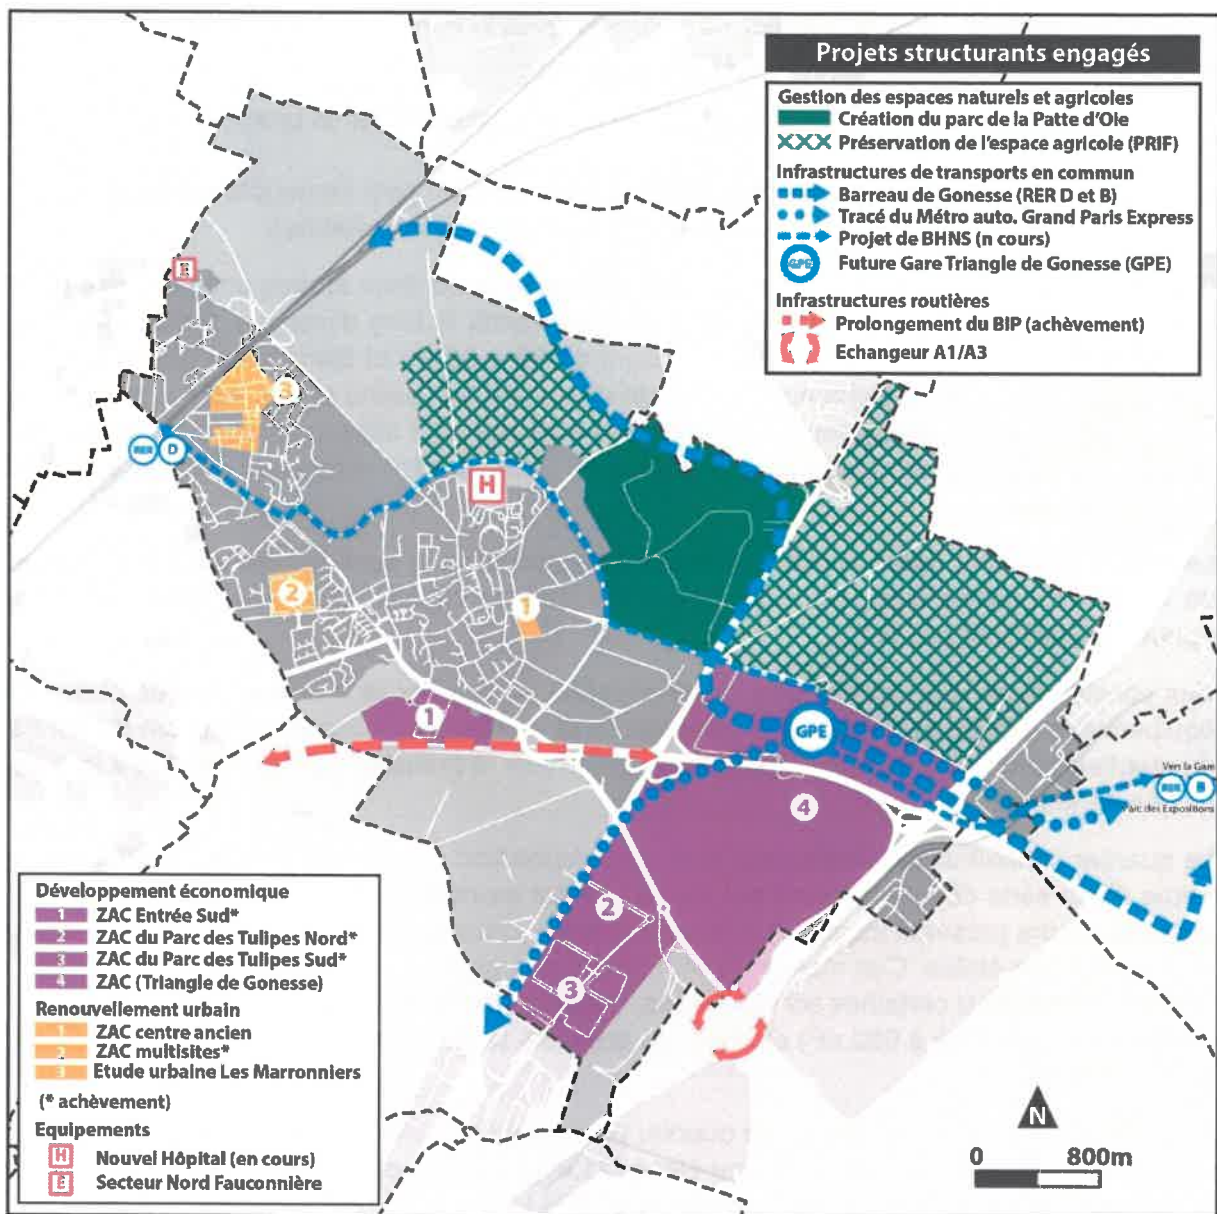 Projets structurants engagés
Gestion des espaces naturels et agricoles
Création du parc de la Patte d'Oie
Préservation de l'espace agricole (PRIF)
Infrastructures de transports en commun
Barreau de Gonesse (RER D et B)
Tracé du Métro auto. Grand Paris Express
Projet de BHNS (n cours)
GPE Future Gare Triangle de Gonesse (GPE)
Infrastructures routières
Prolongement du BIP (achèvement)
Echangeur A1/A3
E
3
RER D
H
2
1
1
GPE
4
Vers la Gare
RER B
Parc des Expositions
2
3
Développement économique
1 ZAC Entrée Sud*
2 ZAC du Parc des Tulipes Nord*
3 ZAC du Parc des Tulipes Sud*
4 ZAC (Triangle de Gonesse)
Renouvellement urbain
1 ZAC centre ancien
2 ZAC multisites*
3 Etude urbaine Les Marronniers
(* achèvement)
Equipements
H Nouvel Hôpital (en cours)
E Secteur Nord Fauconnière
N
0 800m